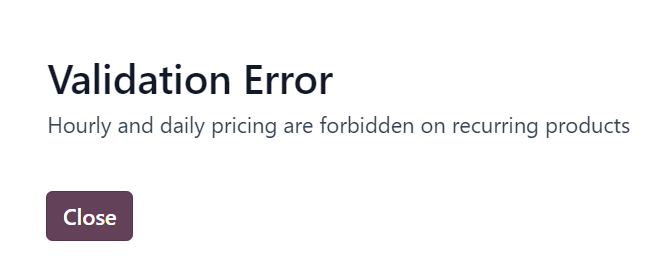 Validation Error
Hourly and daily pricing are forbidden on recurring products
Close